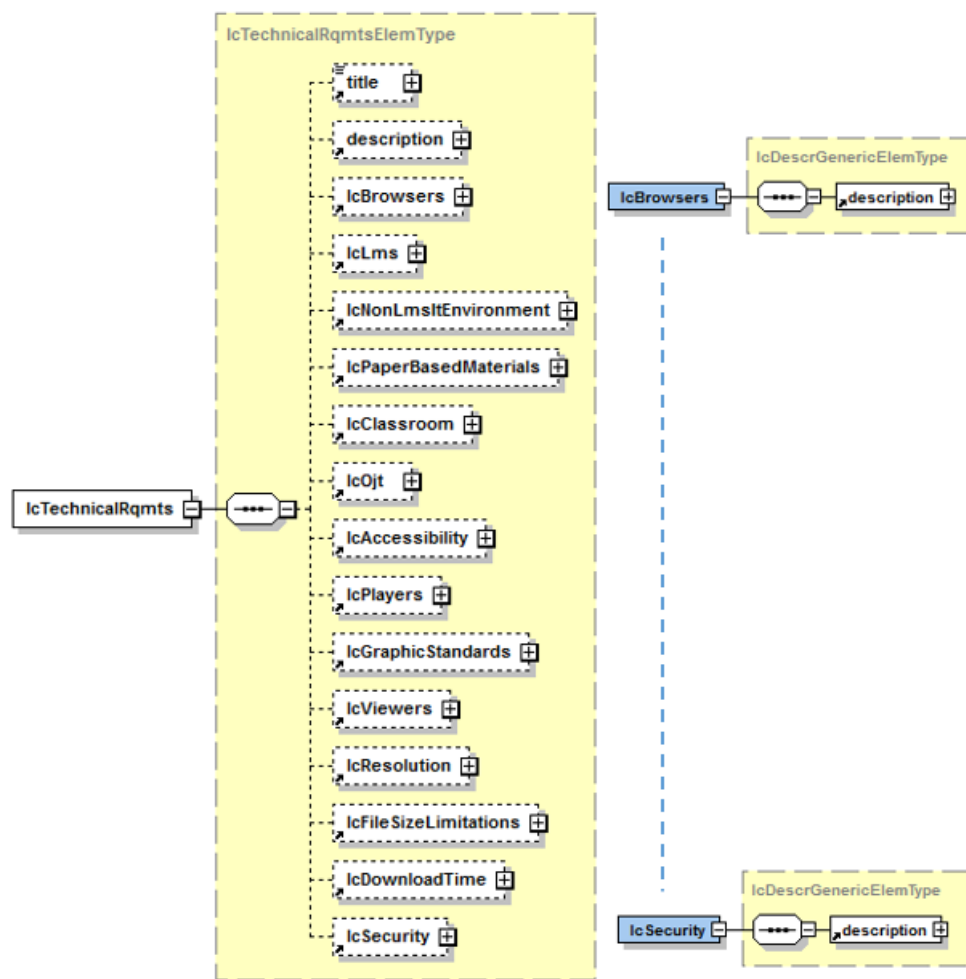 lcTechnicalRqmtsElemType
title
description
lcBrowsers
lcLms
lcNonLmsItEnvironment
lcPaperBasedMaterials
lcClassroom
lcOjt
lcTechnicalRqmts
lcAccessibility
lcPlayers
lcGraphicStandards
lcViewers
lcResolution
lcFileSizeLimitations
lcDownloadTime
lcSecurity
lcDescrGenericElemType
lcBrowsers
description
lcDescrGenericElemType
lcSecurity
description